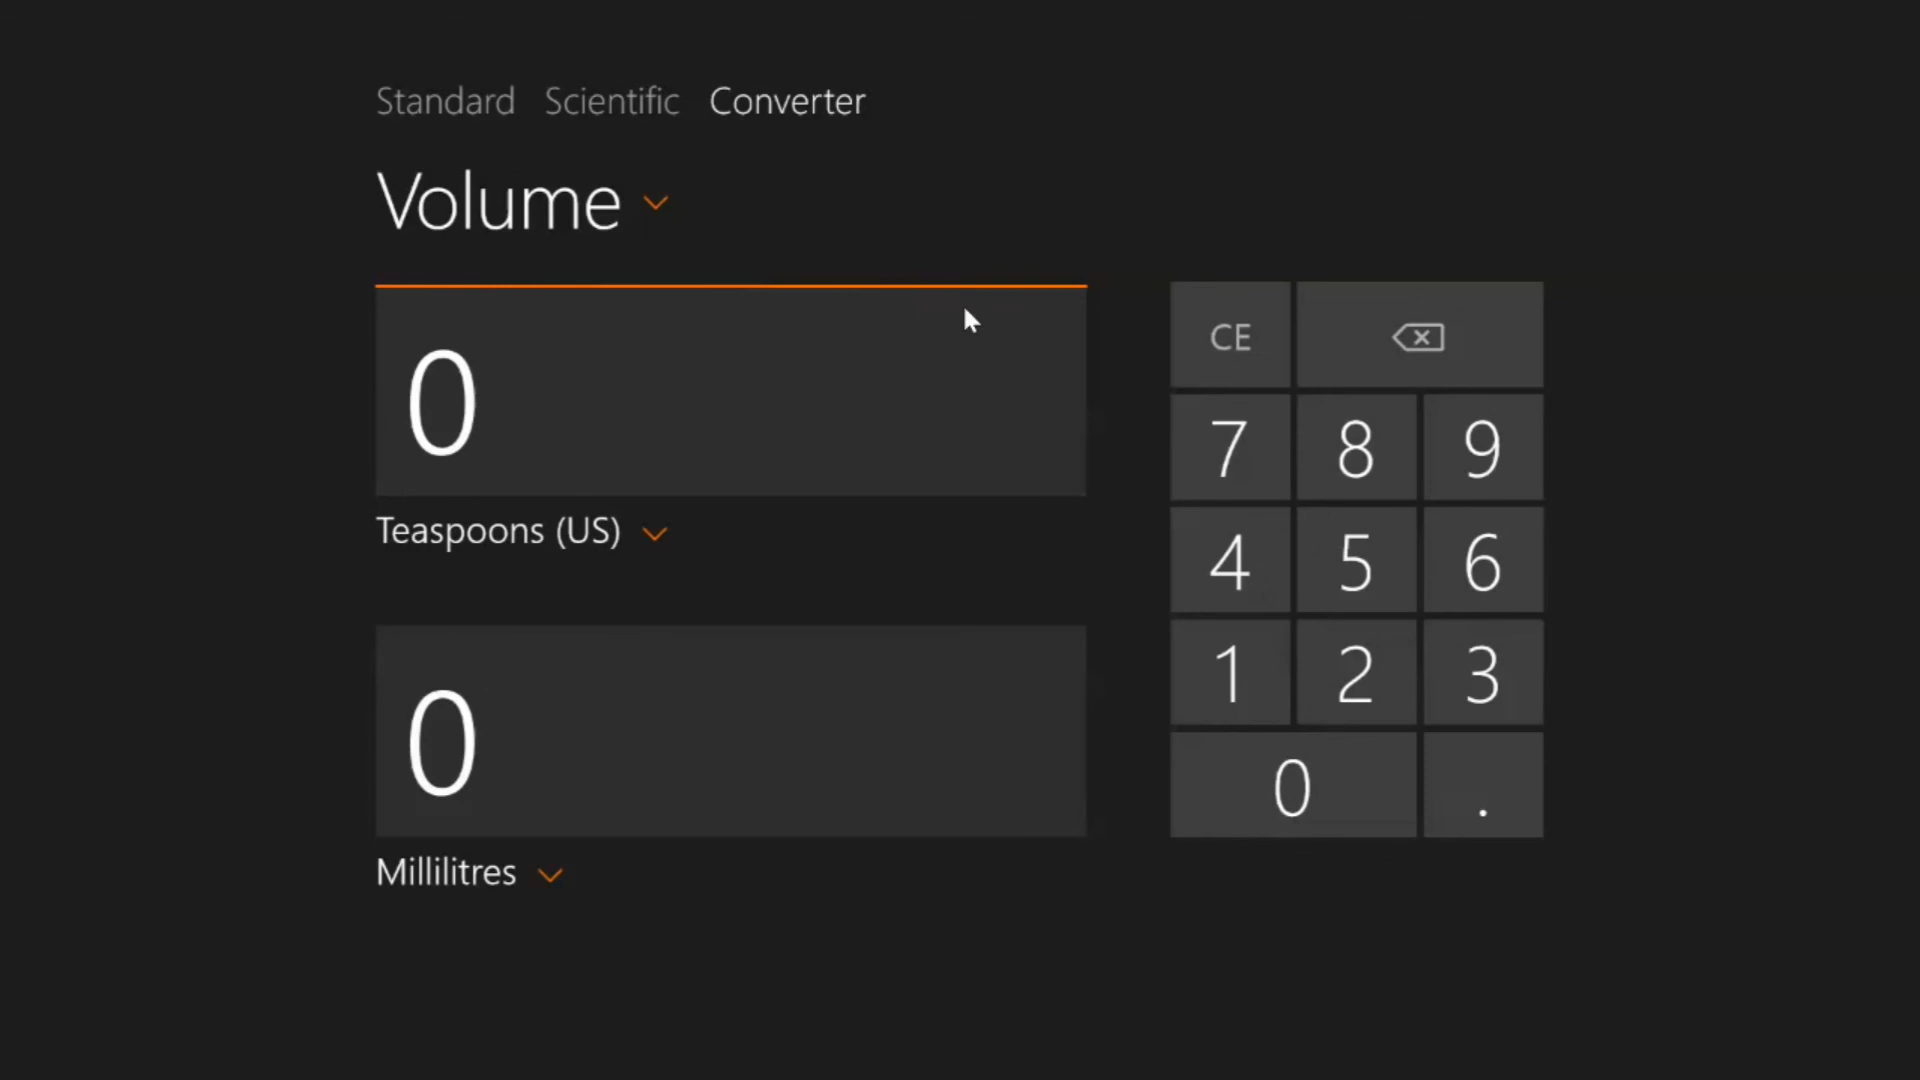 Standard Scientific Converter
Volume
0
Teaspoons (US)
0
Millilitres
CE
7 8 9
4 5 6
1 2 3
0 .